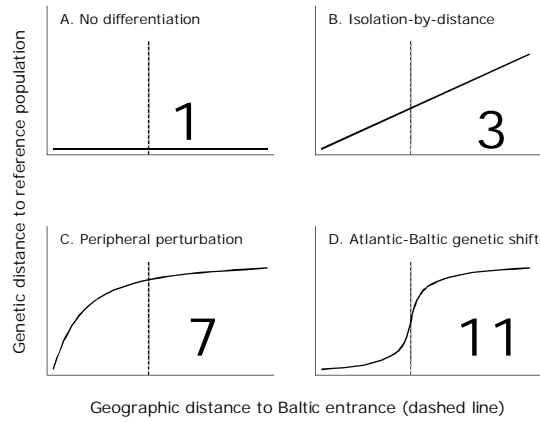 Genetic distance to reference population
A. No differentiation
1
B. Isolation-by-distance
3
C. Peripheral perturbation
7
D. Atlantic-Baltic genetic shift
11
Geographic distance to Baltic entrance (dashed line)